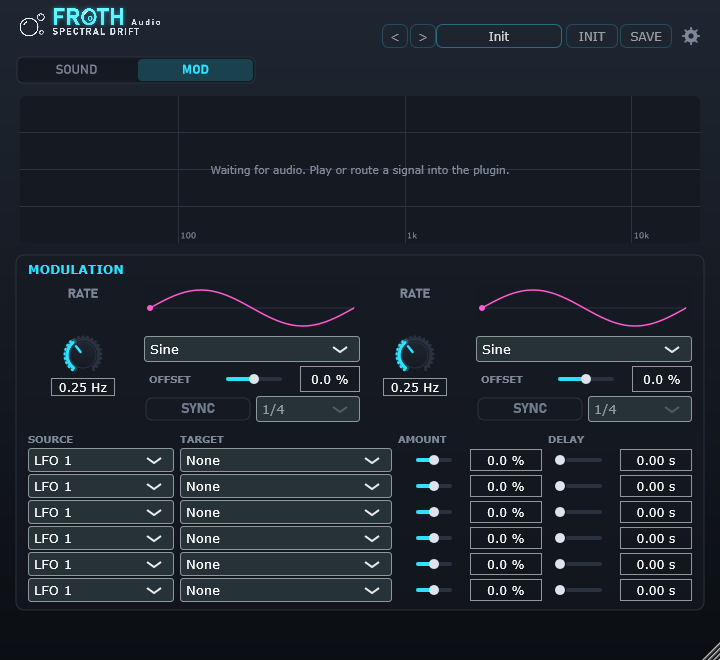 FROTH Audio
SPECTRAL DRIFT
< > Init INIT SAVE
SOUND MOD
Waiting for audio. Play or route a signal into the plugin.
100 1k 10k
MODULATION
RATE RATE
Sine Sine
OFFSET 0.0 % OFFSET 0.0 %
0.25 Hz 0.25 Hz
SYNC 1/4 SYNC 1/4
SOURCE TARGET AMOUNT DELAY
LFO 1 None 0.0 % 0.00 s
LFO 1 None 0.0 % 0.00 s
LFO 1 None 0.0 % 0.00 s
LFO 1 None 0.0 % 0.00 s
LFO 1 None 0.0 % 0.00 s
LFO 1 None 0.0 % 0.00 s